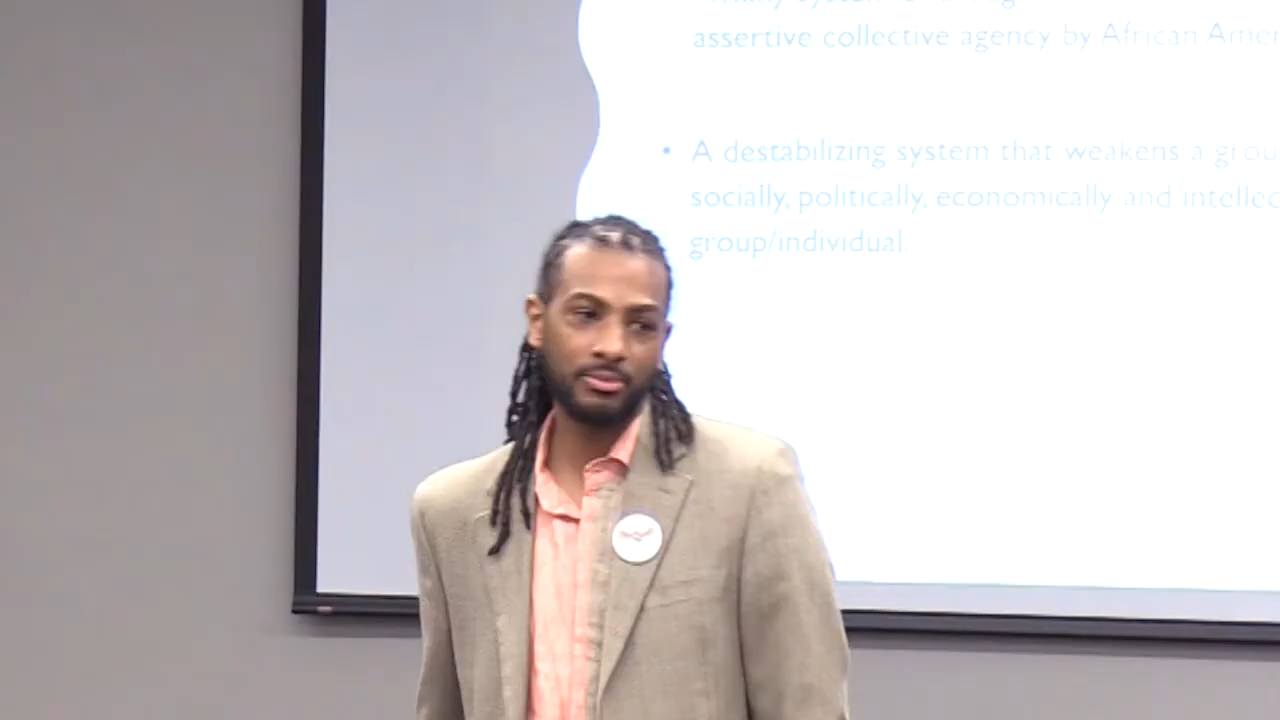 assertive collective agency by African Amer
• A destabilizing system that weakens a grou
socially, politically, economically and intellec
group/individual.